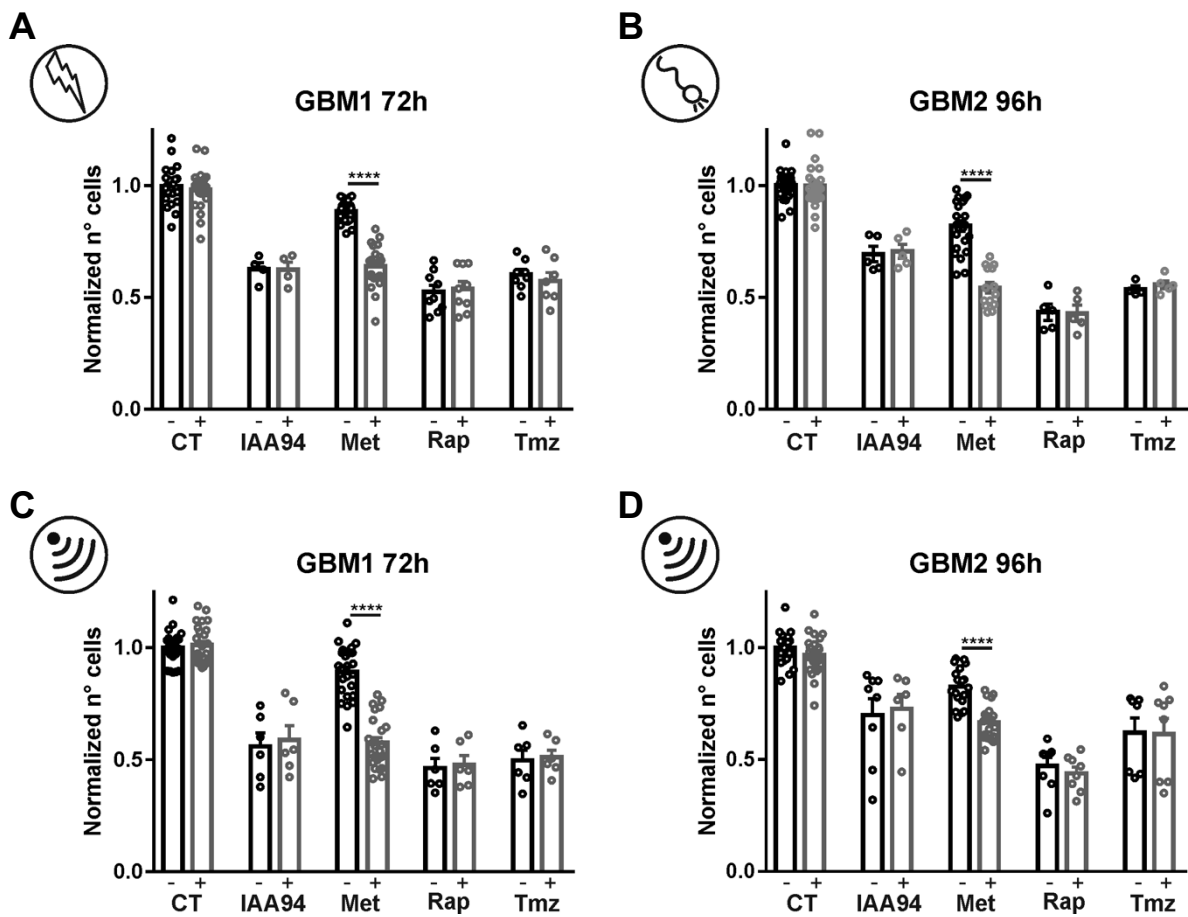 A
GBM1 72h
Normalized n° cells
1.0
0.5
0.0
****
- + - + - + - + - +
CT IAA94 Met Rap Tmz
B
GBM2 96h
Normalized n° cells
1.0
0.5
0.0
****
- + - + - + - + - +
CT IAA94 Met Rap Tmz
C
GBM1 72h
Normalized n° cells
1.0
0.5
0.0
****
- + - + - + - + - +
CT IAA94 Met Rap Tmz
D
GBM2 96h
Normalized n° cells
1.0
0.5
0.0
****
- + - + - + - + - +
CT IAA94 Met Rap Tmz